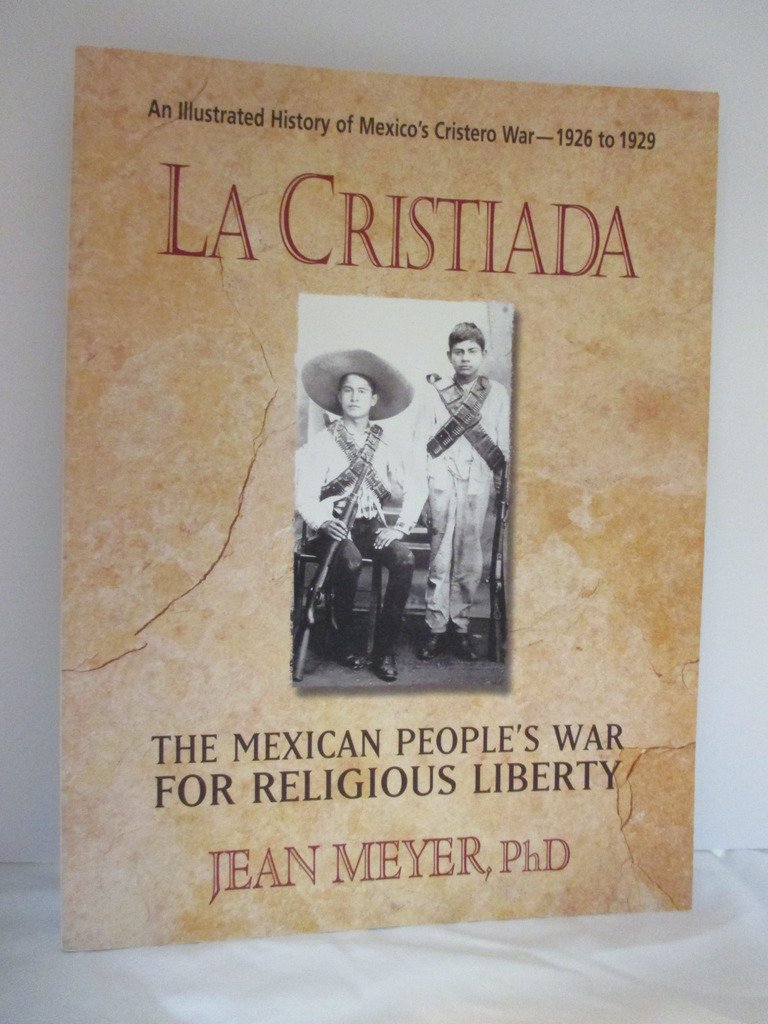 An Illustrated History of Mexico's Cristero War—1926 to 1929
LA CRISTIADA
THE MEXICAN PEOPLE'S WAR
FOR RELIGIOUS LIBERTY
JEAN MEYER, PhD